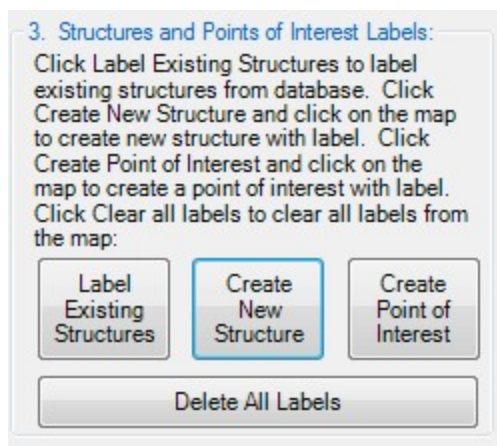 3. Structures and Points of Interest Labels:
Click Label Existing Structures to label
existing structures from database. Click
Create New Structure and click on the map
to create new structure with label. Click
Create Point of Interest and click on the
map to create a point of interest with label.
Click Clear all labels to clear all labels from
the map:
Label
Existing
Structures
Create
New
Structure
Create
Point of
Interest
Delete All Labels